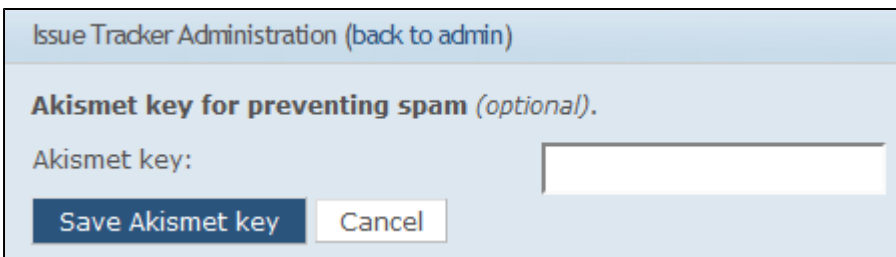 Issue Tracker Administration (back to admin)
Akismet key for preventing spam (optional).
Akismet key:
Save Akismet key Cancel